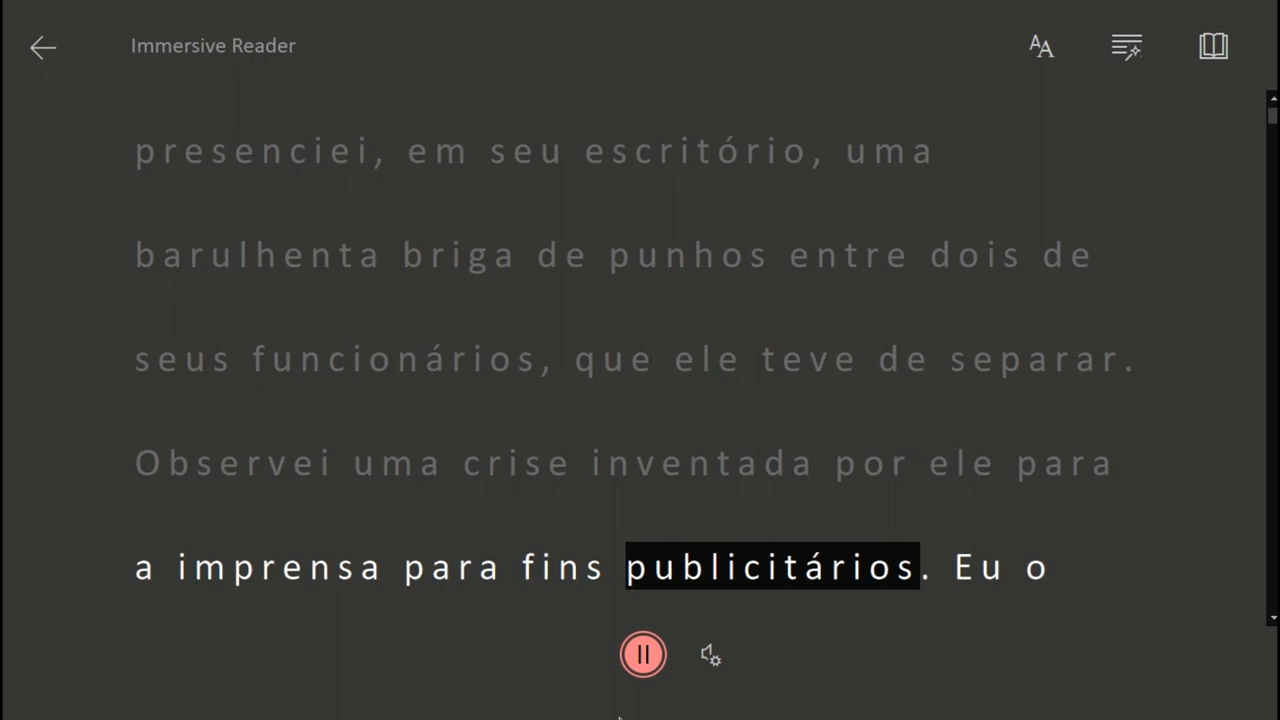 Immersive Reader
presenciei, em seu escritório, uma
barulhenta briga de punhos entre dois de
seus funcionários, que ele teve de separar.
Observei uma crise inventada por ele para
a imprensa para fins publicitários. Eu o